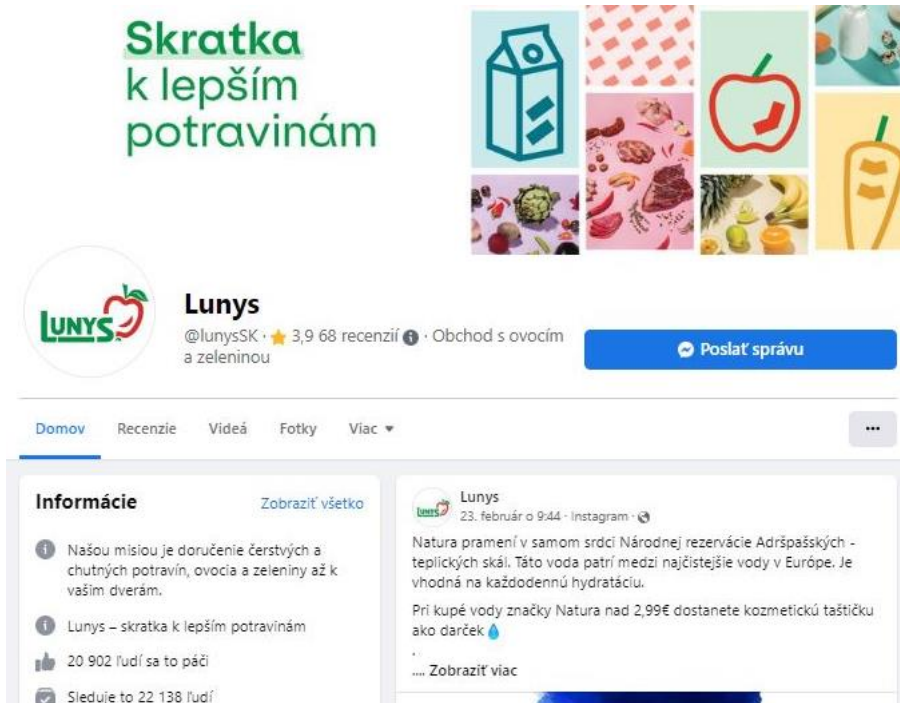 Skratka
k lepším
potravinám
LUNYS
Lunys
@lunysSK · 3,9 68 recenzií · Obchod s ovocím
a zeleninou
Poslať správu
Domov
Recenzie
Videá
Fotky
Viac
Informácie
Zobraziť všetko
Našou misiou je doručenie čerstvých a
chutných potravín, ovocia a zeleniny až k
vašim dverám.
Lunys – skratka k lepším potravinám
20 902 ľudí sa to páči
Sleduje to 22 138 ľudí
LUNYS
Lunys
23. február o 9:44 · Instagram ·
Natura pramení v samom srdci Národnej rezervácie Adršpašských -
teplických skál. Táto voda patrí medzi najčistejšie vody v Európe. Je
vhodná na každodennú hydratáciu.
Pri kupé vody značky Natura nad 2,99€ dostanete kozmetickú taštičku
ako darček
.
.... Zobraziť viac